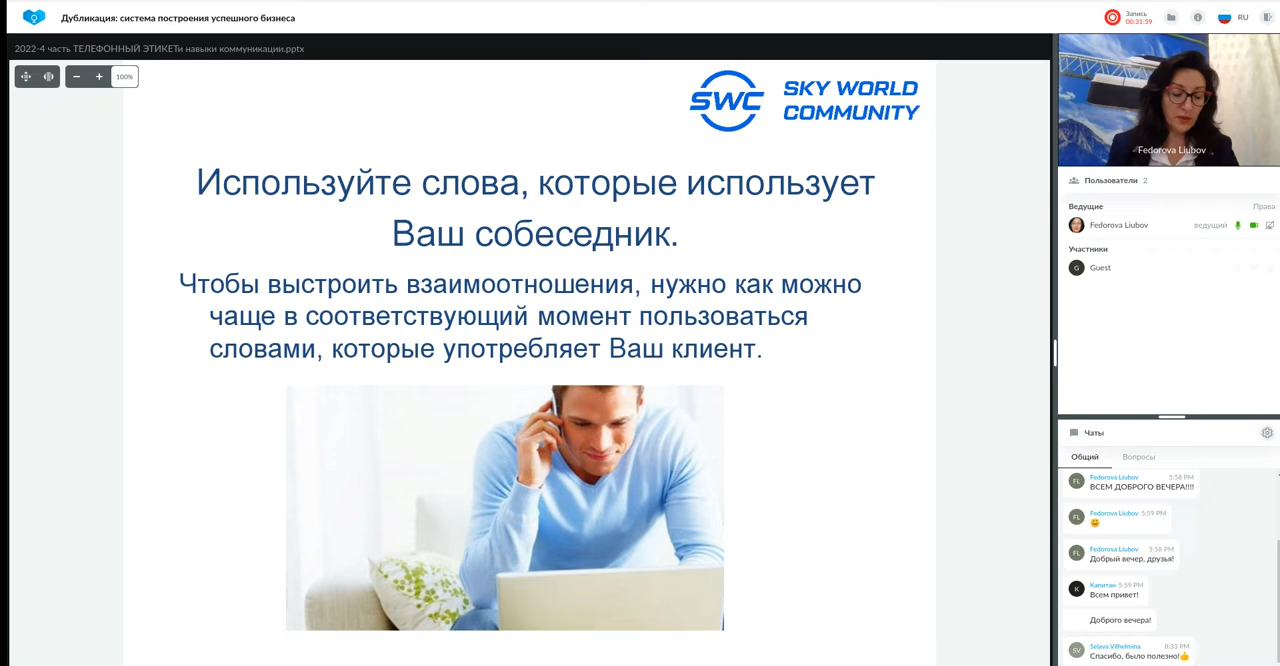 Дубликация: система построения успешного бизнеса
Запись
00:31:59
RU
2022-4 часть ТЕЛЕФОННЫЙ ЭТИКЕТи навыки коммуникации.pptx
100%
SWC
SKY WORLD
COMMUNITY
Используйте слова, которые использует
Ваш собеседник.
Чтобы выстроить взаимоотношения, нужно как можно
чаще в соответствующий момент пользоваться
словами, которые употребляет Ваш клиент.
Fedorova Liubov
Пользователи 2
Ведущие Права
Fedorova Liubov ведущий
Участники
G Guest
Чаты
Общий Вопросы
FL Fedorova Liubov 5:58 PM
ВСЕМ ДОБРОГО ВЕЧЕРА!!!!
FL Fedorova Liubov 5:59 PM
😊
FL Fedorova Liubov 5:58 PM
Добрый вечер, друзья!
К Капитан 5:59 PM
Всем привет!
Доброго вечера!
SV Selava Vilhelmina 8:33 PM
Спасибо, было полезно!👍